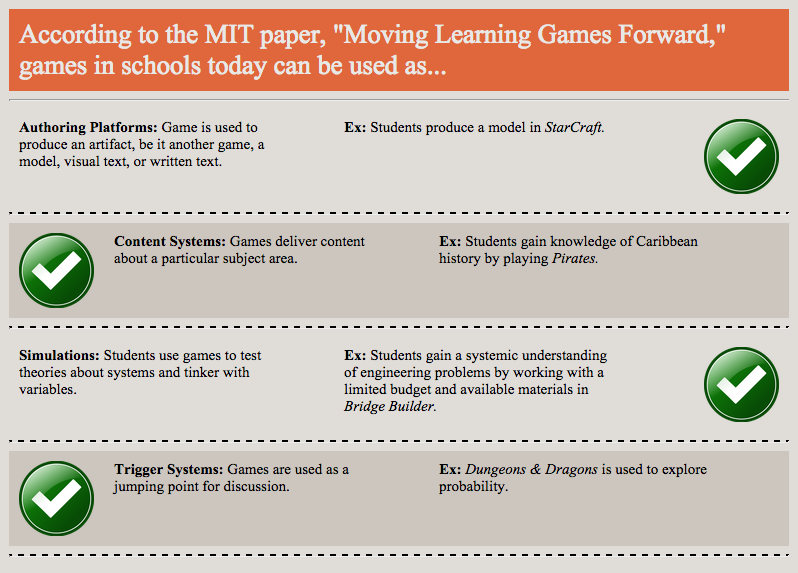 According to the MIT paper, "Moving Learning Games Forward,"
games in schools today can be used as...
Authoring Platforms: Game is used to
produce an artifact, be it another game, a
model, visual text, or written text.
Ex: Students produce a model in StarCraft.
Content Systems: Games deliver content
about a particular subject area.
Ex: Students gain knowledge of Caribbean
history by playing Pirates.
Simulations: Students use games to test
theories about systems and tinker with
variables.
Ex: Students gain a systemic understanding
of engineering problems by working with a
limited budget and available materials in
Bridge Builder.
Trigger Systems: Games are used as a
jumping point for discussion.
Ex: Dungeons & Dragons is used to explore
probability.